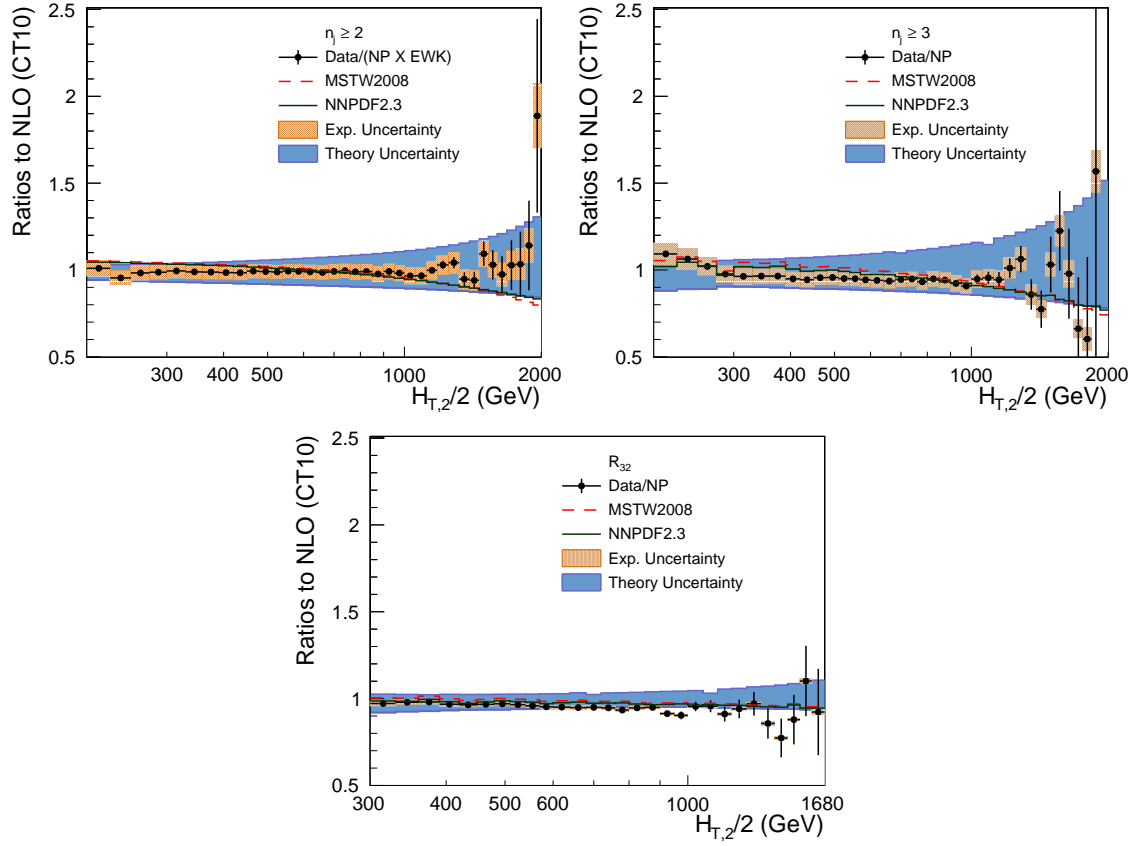 Ratios to NLO (CT10)
2.5
2
1.5
1
0.5
n_j ≥ 2
Data/(NP X EWK)
MSTW2008
NNPDF2.3
Exp. Uncertainty
Theory Uncertainty
300 400 500 1000 2000
H_T,2/2 (GeV)
Ratios to NLO (CT10)
2.5
2
1.5
1
0.5
n_j ≥ 3
Data/NP
MSTW2008
NNPDF2.3
Exp. Uncertainty
Theory Uncertainty
300 400 500 1000 2000
H_T,2/2 (GeV)
Ratios to NLO (CT10)
2.5
2
1.5
1
0.5
R_32
Data/NP
MSTW2008
NNPDF2.3
Exp. Uncertainty
Theory Uncertainty
300 400 500 600 1000 1680
H_T,2/2 (GeV)